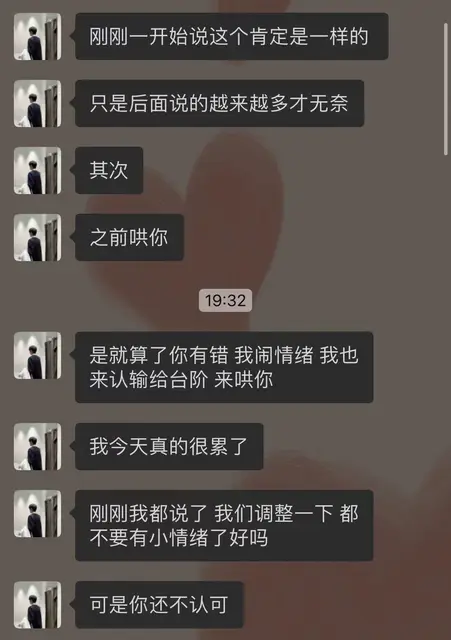 刚刚一开始说这个肯定是一样的
只是后面说的越来越多才无奈
其次
之前哄你
19:32
是就算了你有错 我闹情绪 我也
来认输给台阶 来哄你
我今天真的很累了
刚刚我都说了 我们调整一下 都
不要有小情绪了好吗
可是你还不认可